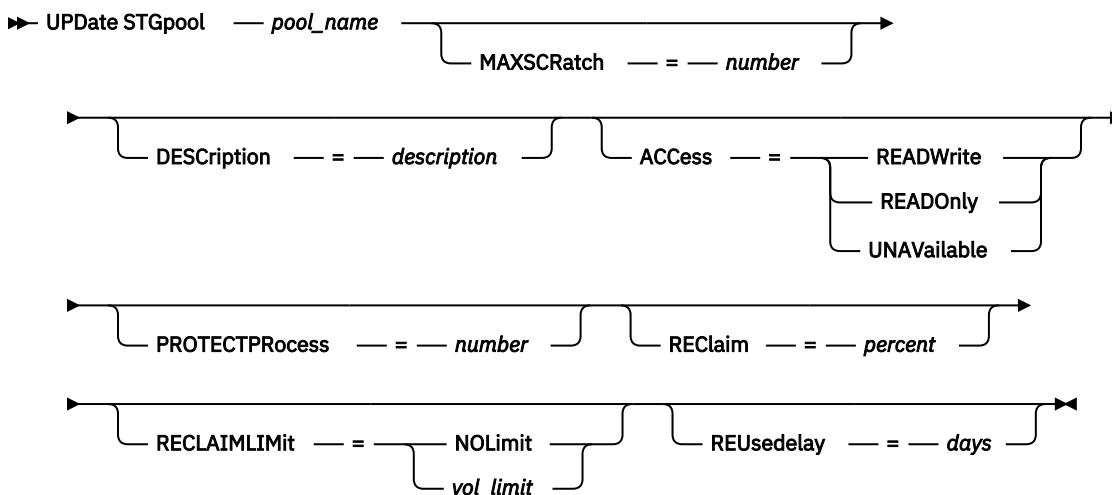 UPDate STGpool pool_name
MAXSCRatch = number
DESCription = description ACCess = READWrite
READOnly
UNAVailable
PROTECTPRocess = number REClaim = percent
RECLAIMLIMit = NOLimit REUsedelay = days
vol_limit